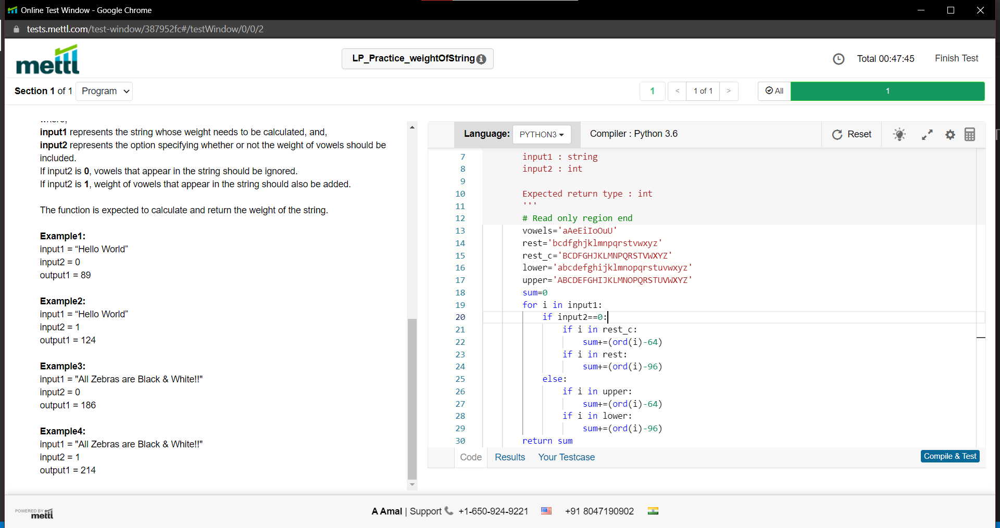 Online Test Window - Google Chrome
tests.mettl.com/test-window/387952fc#/testWindow/0/0/2
mettl
LP_Practice_weightOfString
Total 00:47:45
Finish Test
Section 1 of 1
Program
1
<
1 of 1
>
All
1
where,
input1 represents the string whose weight needs to be calculated, and,
input2 represents the option specifying whether or not the weight of vowels should be
included.
If input2 is 0, vowels that appear in the string should be ignored.
If input2 is 1, weight of vowels that appear in the string should also be added.
The function is expected to calculate and return the weight of the string.
Example1:
input1 = “Hello World”
input2 = 0
output1 = 89
Example2:
input1 = “Hello World”
input2 = 1
output1 = 124
Example3:
input1 = "All Zebras are Black & White!!"
input2 = 0
output1 = 186
Example4:
input1 = "All Zebras are Black & White!!"
input2 = 1
output1 = 214
Language: PYTHON3
Compiler : Python 3.6
Reset
7 input1 : string
8 input2 : int
9
10 Expected return type : int
11 '''
12 # Read only region end
13 vowels='aAeEiIoOuU'
14 rest='bcdfghjklmnpqrstvwxyz'
15 rest_c='BCDFGHJKLMNPQRSTVWXYZ'
16 lower='abcdefghijklmnopqrstuvwxyz'
17 upper='ABCDEFGHIJKLMNOPQRSTUVWXYZ'
18 sum=0
19 for i in input1:
20 if input2==0:
21 if i in rest_c:
22 sum+=(ord(i)-64)
23 if i in rest:
24 sum+=(ord(i)-96)
25 else:
26 if i in upper:
27 sum+=(ord(i)-64)
28 if i in lower:
29 sum+=(ord(i)-96)
30 return sum
Code
Results
Your Testcase
Compile & Test
POWERED BY
mettl
A Amal | Support +1-650-924-9221
+91 8047190902